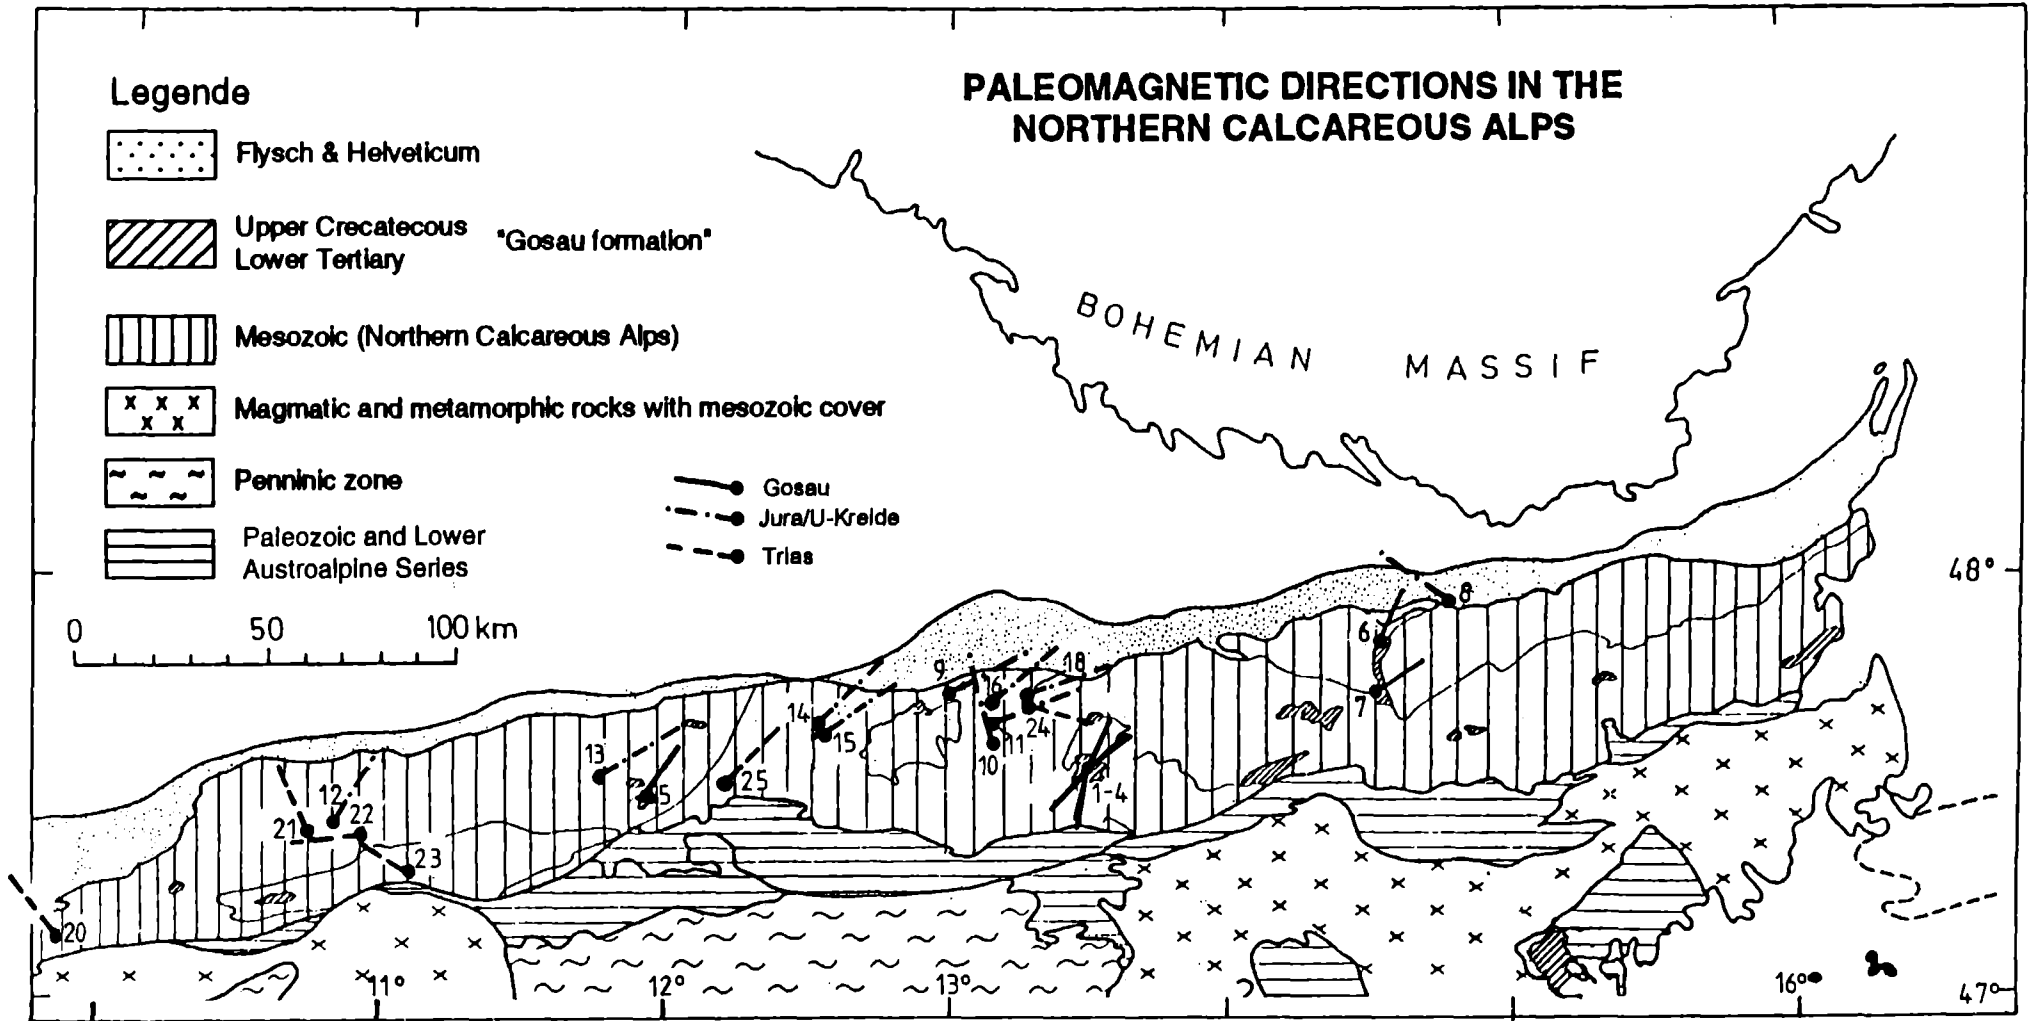 PALEOMAGNETIC DIRECTIONS IN THE
NORTHERN CALCAREOUS ALPS
Legende
Flysch & Helveticum
Upper Crecatecous
Lower Tertiary
"Gosau formation"
Mesozoic (Northern Calcareous Alps)
Magmatic and metamorphic rocks with mesozoic cover
Penninic zone
Paleozoic and Lower
Austroalpine Series
Gosau
Jura/U-Kreide
Trias
0 50 100 km
BOHEMIAN MASSIF
48°
8
6
7
9
18
16
14
15
24
11
10
13
5
25
1-4
12
21
22
23
20
11°
12°
13°
16°
47°